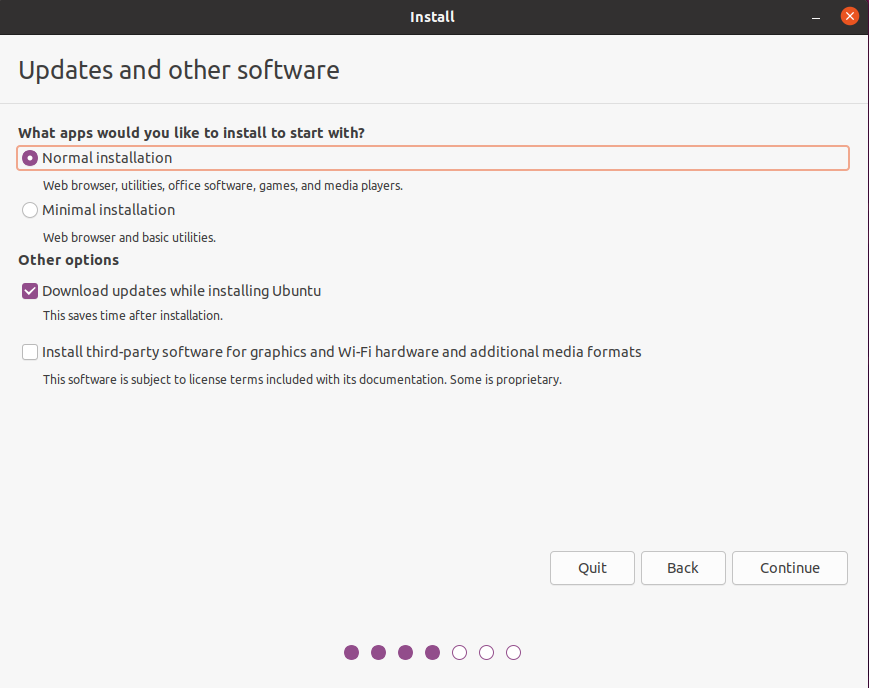 Install
Updates and other software
What apps would you like to install to start with?
Normal installation
Web browser, utilities, office software, games, and media players.
Minimal installation
Web browser and basic utilities.
Other options
Download updates while installing Ubuntu
This saves time after installation.
Install third-party software for graphics and Wi-Fi hardware and additional media formats
This software is subject to license terms included with its documentation. Some is proprietary.
Quit
Back
Continue